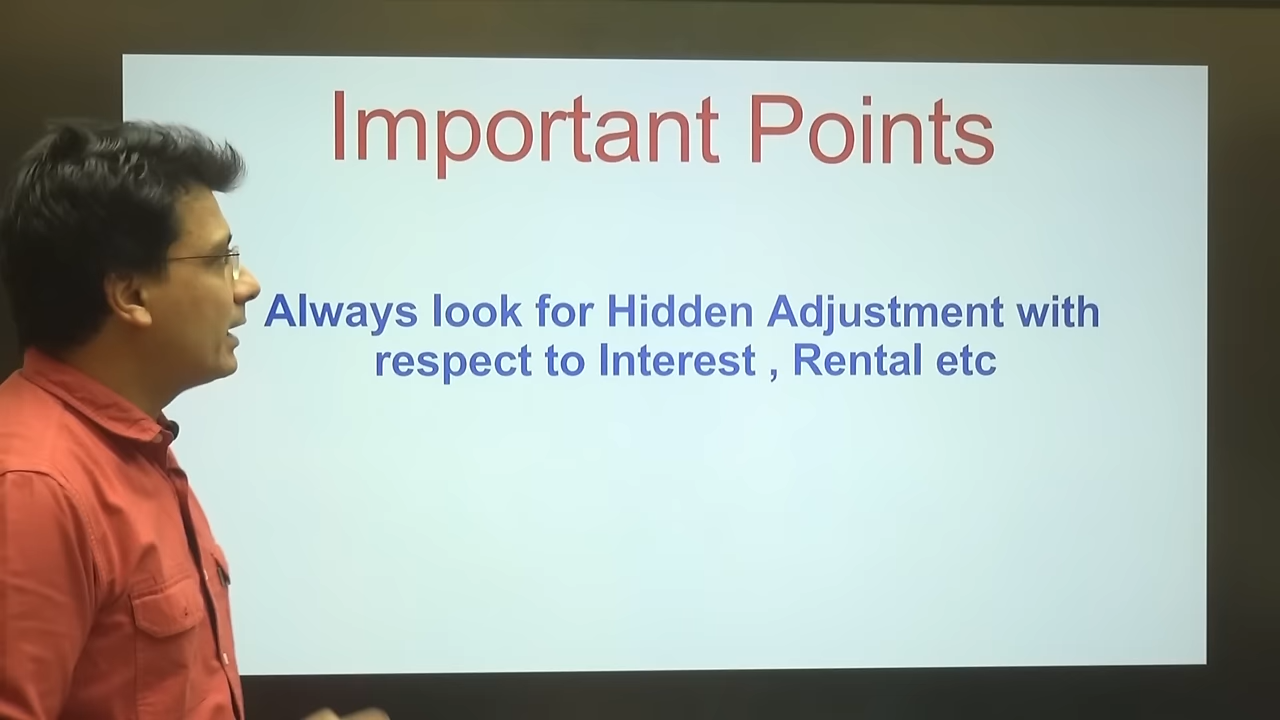 Important Points
Always look for Hidden Adjustment with
respect to Interest , Rental etc